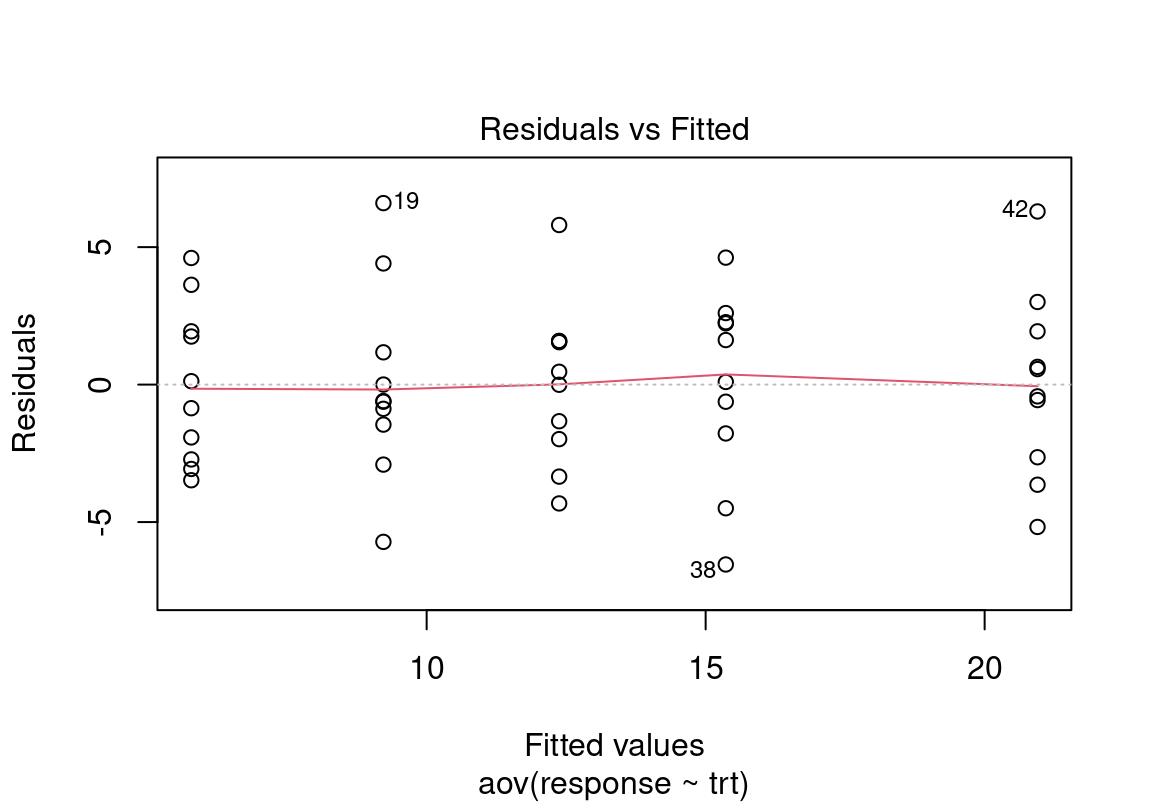 Residuals vs Fitted
19
42
38
5
0
-5
Residuals
10 15 20
Fitted values
aov(response ~ trt)